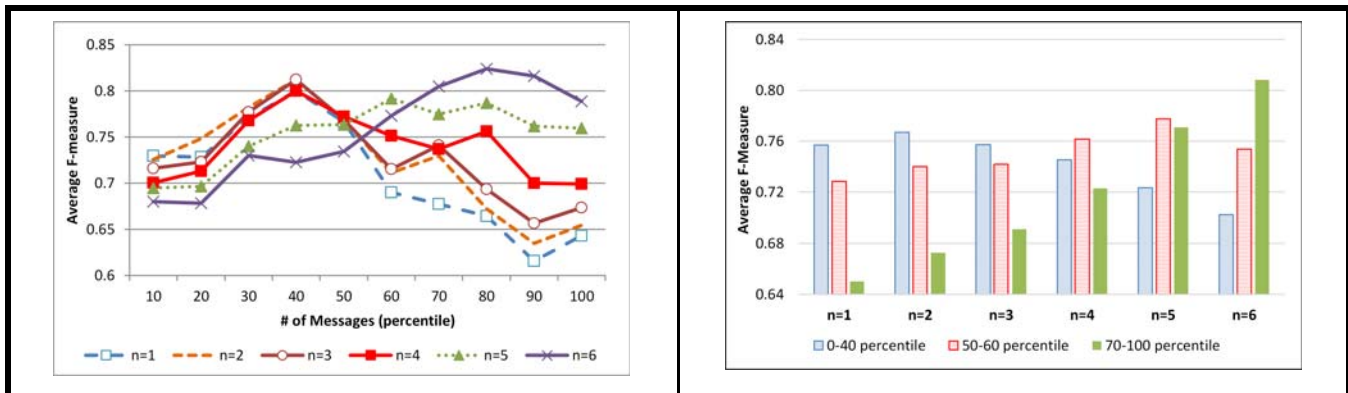 0.85
0.8
0.75
0.7
0.65
0.6
Average F-measure
10 20 30 40 50 60 70 80 90 100
# of Messages (percentile)
n=1 n=2 n=3 n=4 n=5 n=6
0.84
0.80
0.76
0.72
0.68
0.64
Average F-Measure
n=1 n=2 n=3 n=4 n=5 n=6
0-40 percentile 50-60 percentile 70-100 percentile